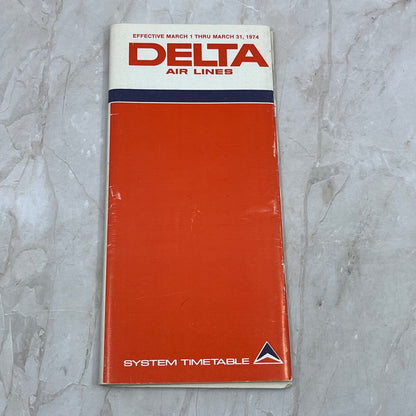 EFFECTIVE MARCH 1 THRU MARCH 31, 1974
DELTA
AIR LINES
SYSTEM TIMETABLE